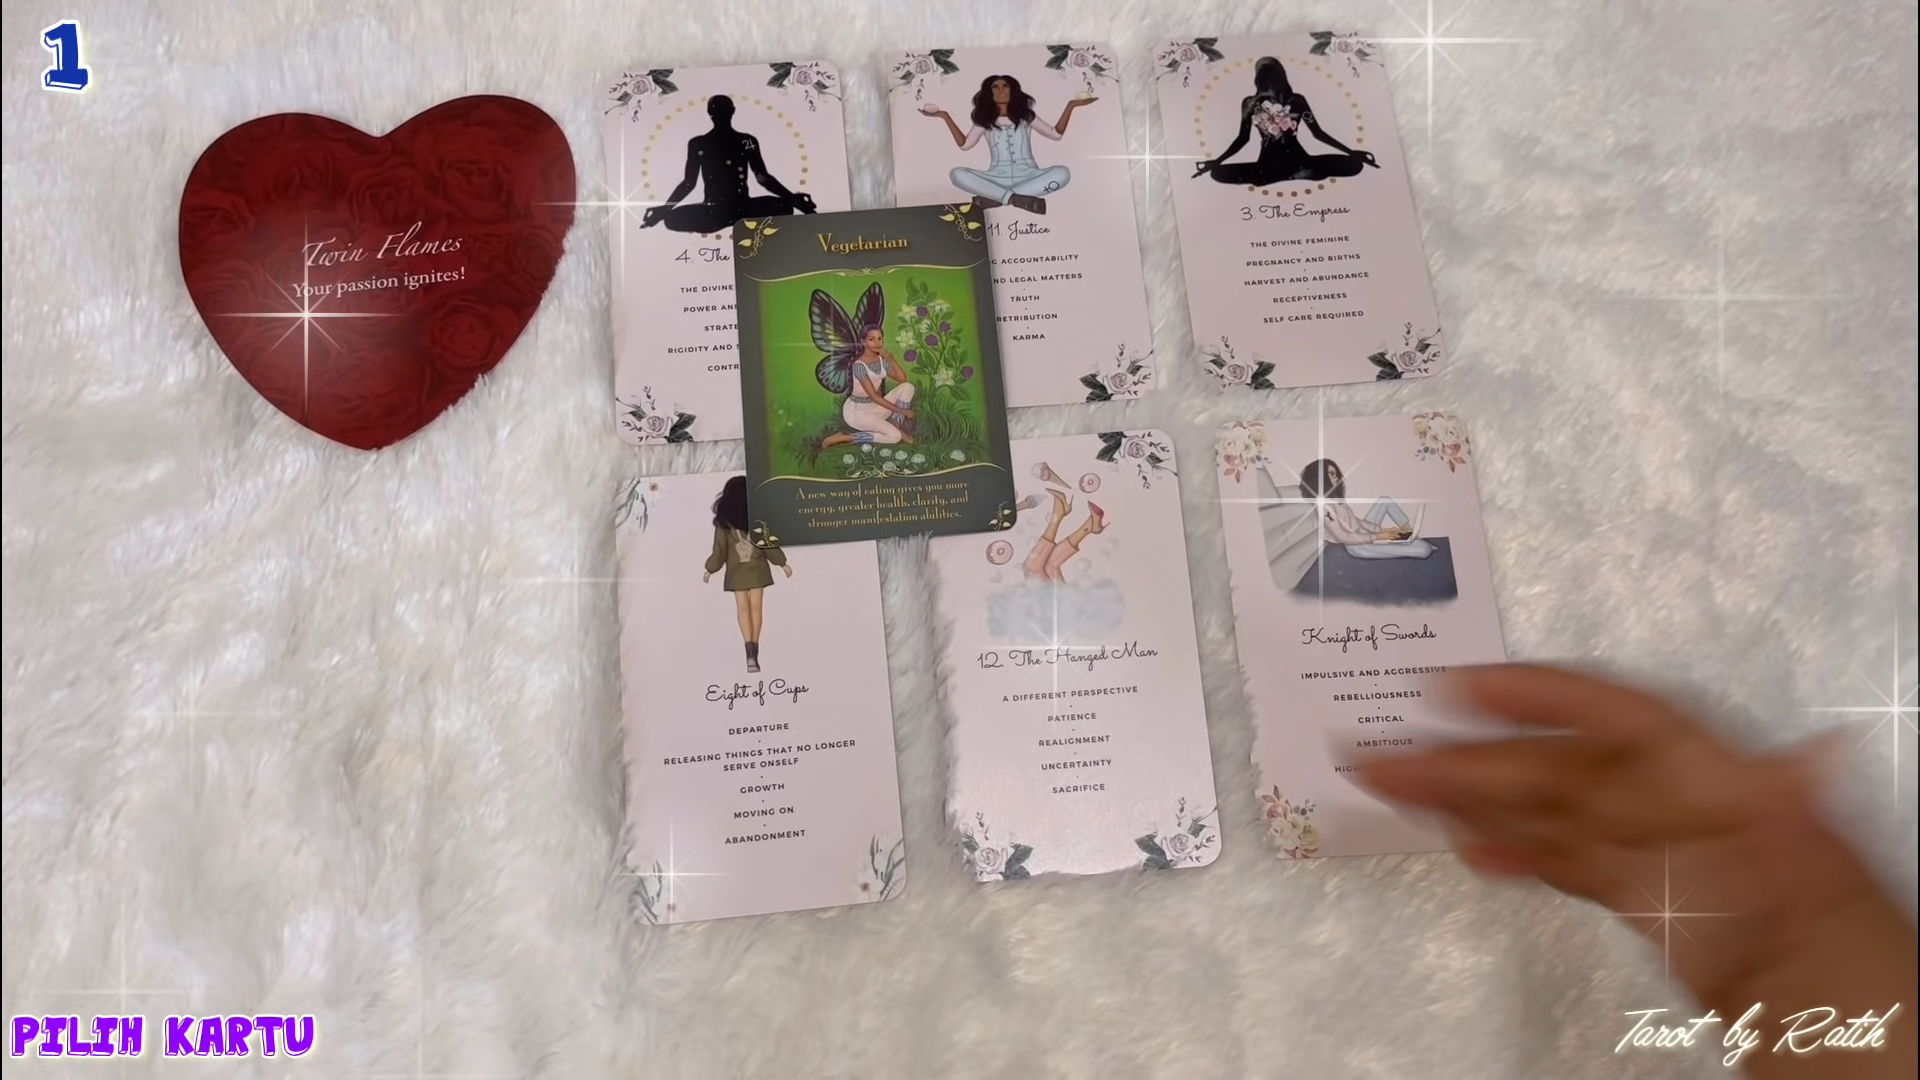 1
Twin Flames
Your passion ignites!
4. The
THE DIVINE
POWER AN
STRATE
RIGIDITY AND
CONTR
11. Justice
ACCOUNTABILITY
ND LEGAL MATTERS
TRUTH
RETRIBUTION
KARMA
3. The Empress
THE DIVINE FEMININE
PREGNANCY AND BIRTHS
HARVEST AND ABUNDANCE
RECEPTIVENESS
SELF CARE REQUIRED
Vegetarian
A new way of eating gives you more
energy, greater health, clarity, and
stronger manifestation abilities.
Eight of Cups
DEPARTURE
RELEASING THINGS THAT NO LONGER
SERVE ONSELF
GROWTH
MOVING ON
ABANDONMENT
12. The Hanged Man
A DIFFERENT PERSPECTIVE
PATIENCE
REALIGNMENT
UNCERTAINTY
SACRIFICE
Knight of Swords
IMPULSIVE AND AGGRESSIVE
REBELLIOUSNESS
CRITICAL
AMBITIOUS
PILIH KARTU
Tarot by Ratih